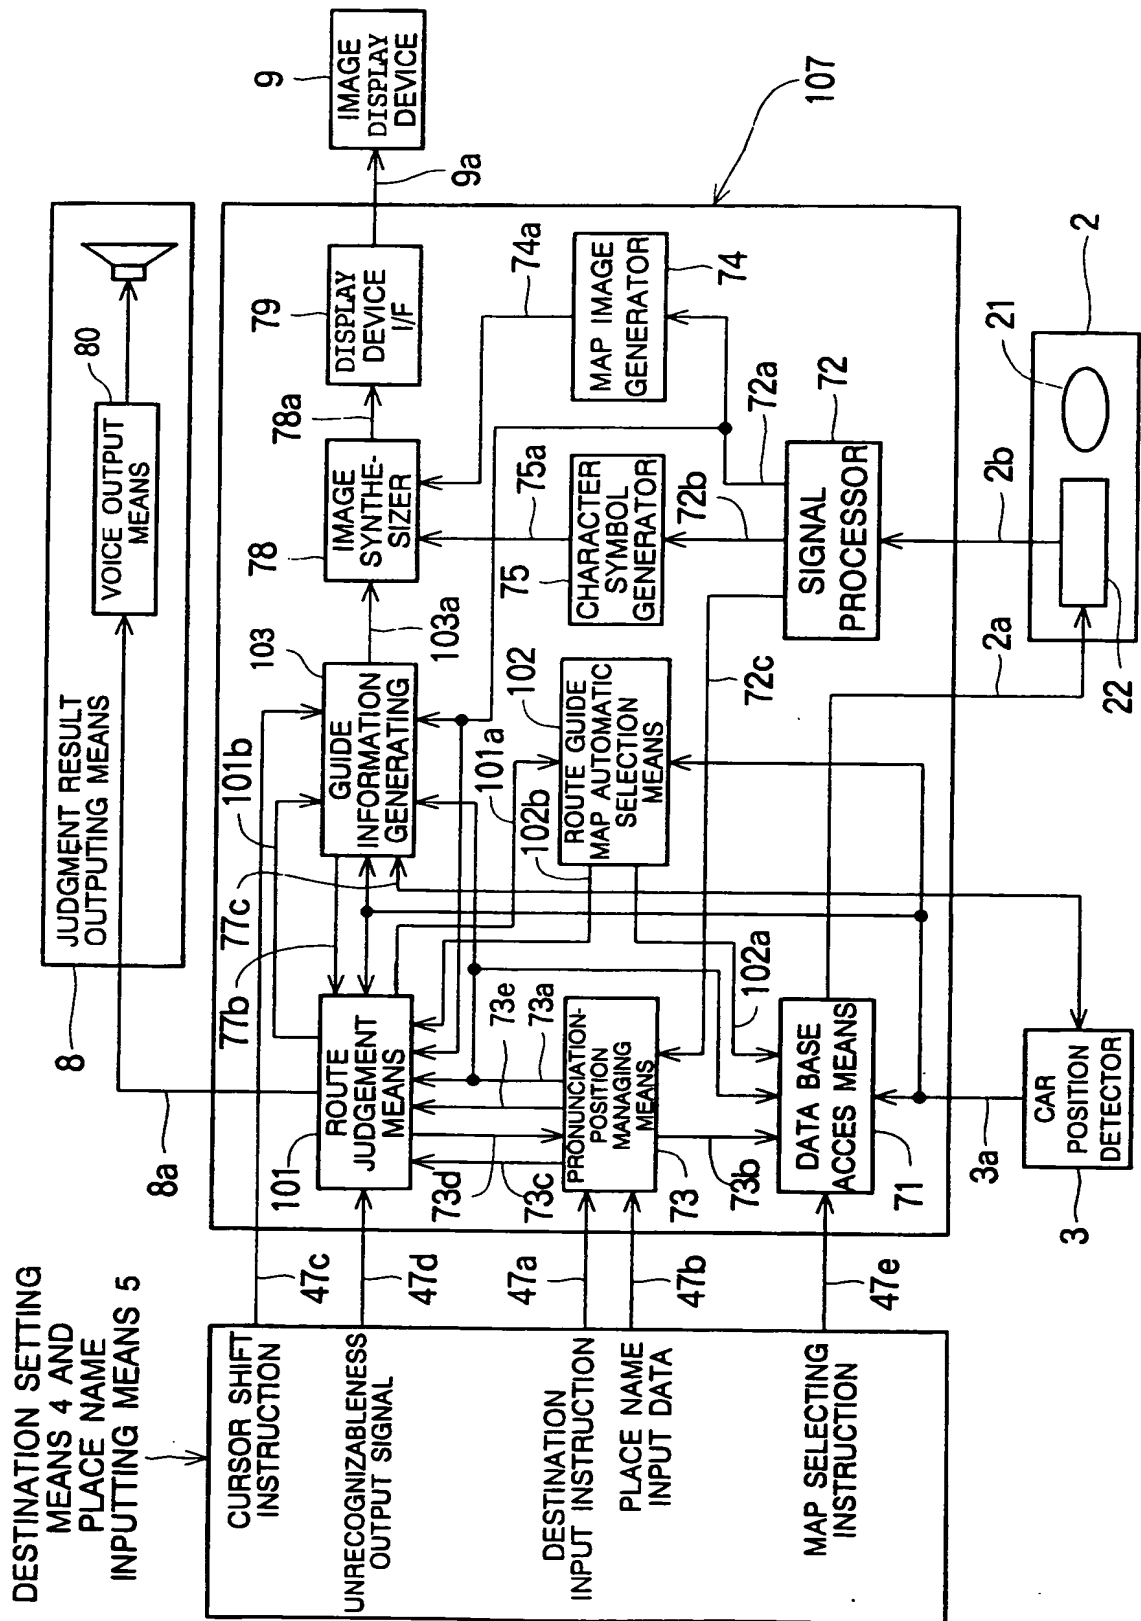 DESTINATION SETTING
MEANS 4 AND
PLACE NAME
INPUTTING MEANS 5
CURSOR SHIFT
INSTRUCTION
UNRECOGNIZABLENESS
OUTPUT SIGNAL
DESTINATION
INPUT INSTRUCTION
PLACE NAME
INPUT DATA
MAP SELECTING
INSTRUCTION
47c
47d
47a
47b
47e
8a
8
JUDGMENT RESULT
OUTPUTING MEANS
80
VOICE OUTPUT
MEANS
101
ROUTE
JUDGEMENT
MEANS
77b
77c
101b
103
GUIDE
INFORMATION
GENERATING
103a
78
IMAGE
SYNTHE-
SIZER
78a
79
DISPLAY
DEVICE
I/F
9a
9
IMAGE
DISPLAY
DEVICE
73d
73c
73e
73a
PRONUNCIATION-
POSITION
MANAGING
MEANS
73
73b
101a
102b
102
ROUTE GUIDE
MAP AUTOMATIC
SELECTION
MEANS
102a
75
CHARACTER
SYMBOL
GENERATOR
75a
72b
74a
MAP IMAGE
GENERATOR
74
72c
72a
SIGNAL
PROCESSOR
72
DATA BASE
ACCES MEANS
71
107
3a
CAR
POSITION
DETECTOR
3
2a
2b
22
21
2